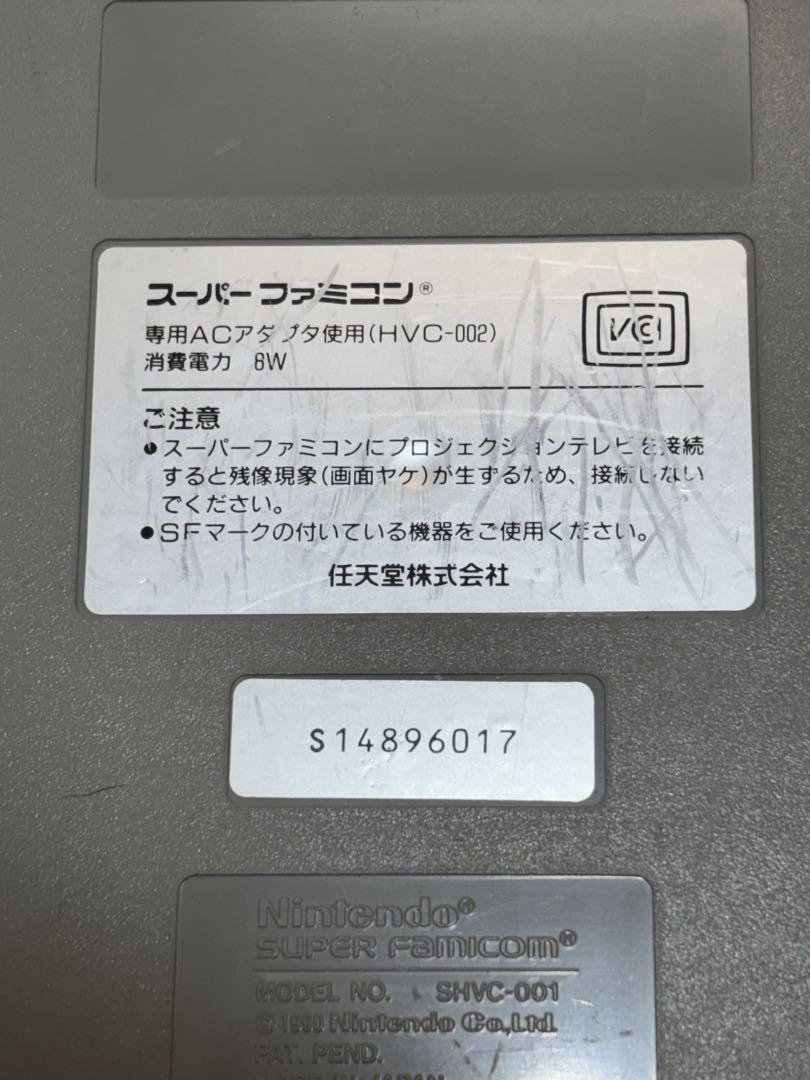 スーパーファミコン®
専用ACアダプタ使用(HVC-002)
消費電力 8W
VCI
ご注意
●スーパーファミコンにプロジェクションテレビを接続
すると残像現象(画面ヤケ)が生ずるため、接続しない
でください。
●SFマークの付いている機器をご使用ください。
任天堂株式会社
S14896017
Nintendo®
SUPER FAMICOM®
MODEL NO. SHVC-001
©1990 Nintendo Co.,Ltd.
PAT. PEND.
MADE IN JAPAN